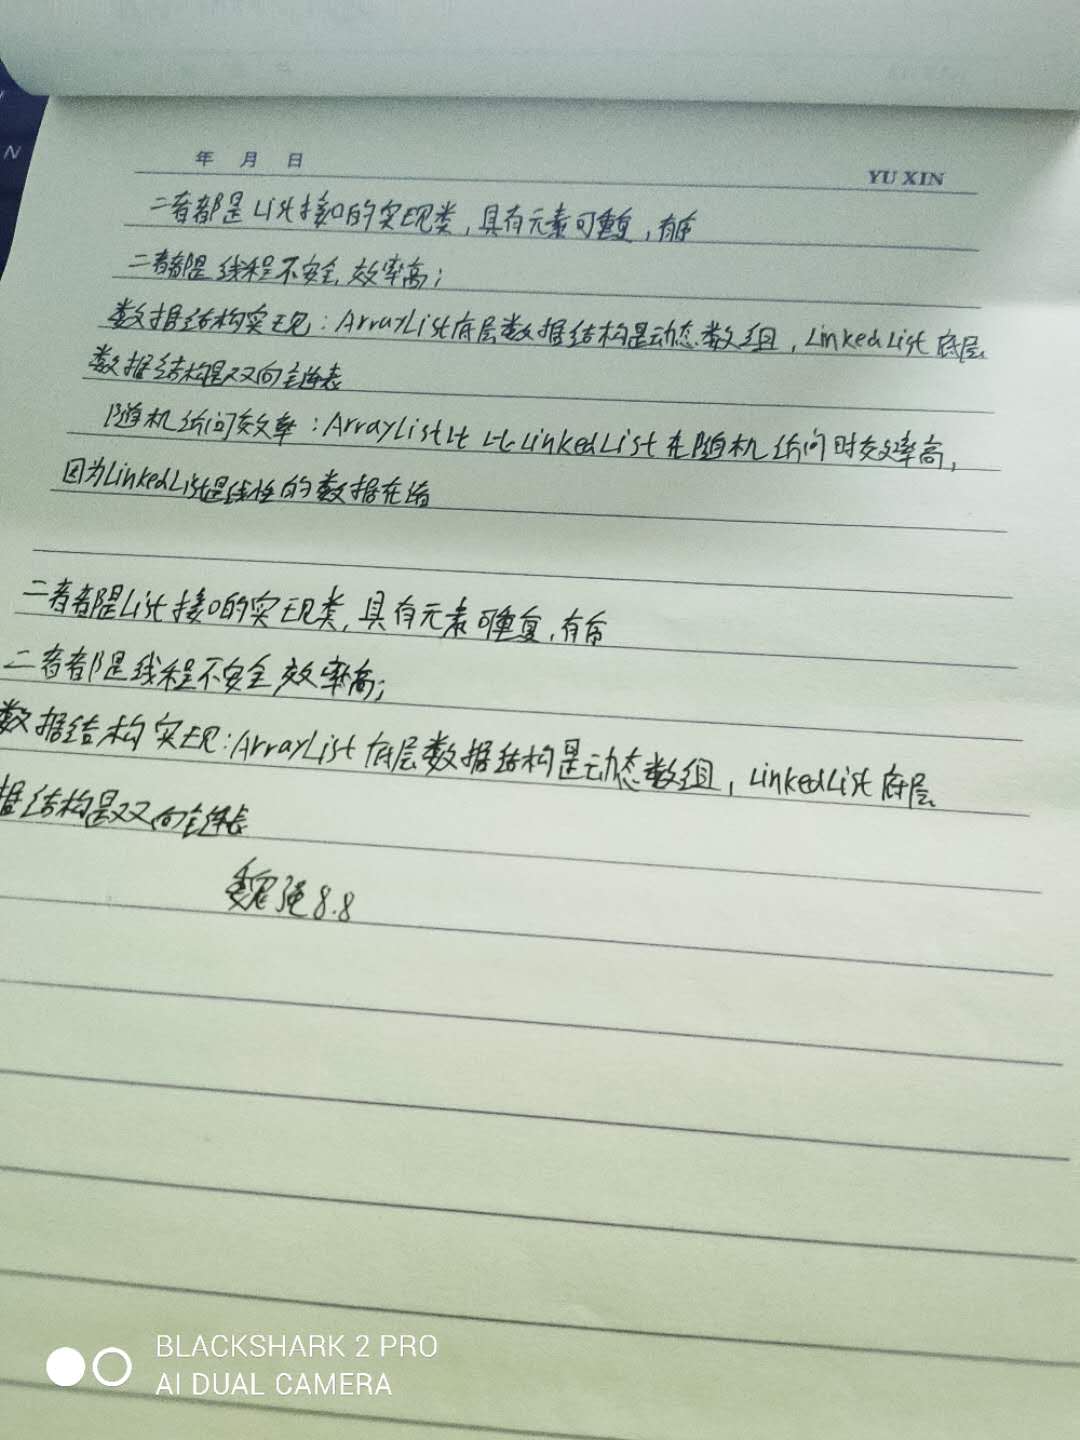 年 月 日
YU XIN
二者都是List接口的实现类,具有元素可重复,有序
二者都是线程不安全,效率高;
数据结构实现:ArrayList底层数据结构是动态数组,LinkedList底层
数据结构是双向链表
随机访问效率:ArrayList比比LinkedList在随机访问时效率高,
因为LinkedList是线性的数据存储
二者都是List接口的实现类,具有元素可重复,有序
二者都是线程不安全,效率高;
数据结构实现:ArrayList底层数据结构是动态数组,LinkedList底层
据结构是双向链表
魏强8.8
BLACKSHARK 2 PRO
AI DUAL CAMERA